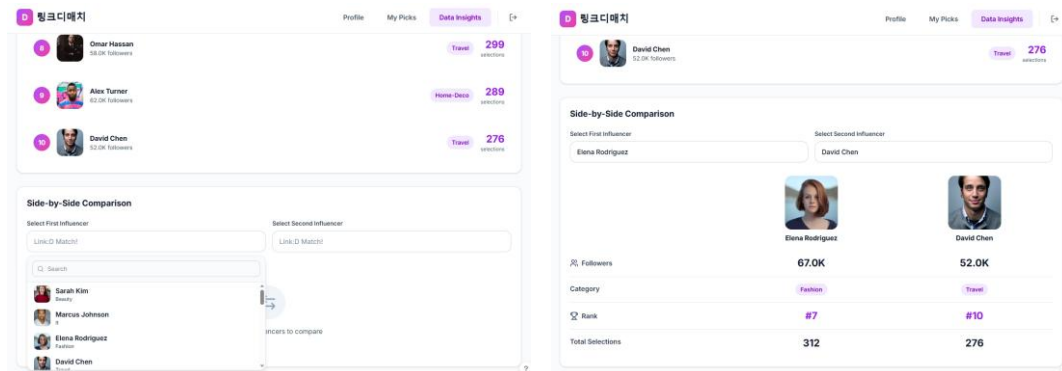 D 링크디매치
Profile My Picks Data Insights
8 Omar Hassan Travel 299
58.0K followers selections
9 Alex Turner Home-Deco 289
82.0K followers selections
10 David Chen Travel 276
52.0K followers selections
Side-by-Side Comparison
Select First Influencer Select Second Influencer
Link:D Match! Link:D Match!
Search
Sarah Kim
Beauty
Marcus Johnson
It
Elena Rodriguez
Fashion
encers to compare
David Chen
Travel
?
D 링크디매치
Profile My Picks Data Insights
10 David Chen Travel 276
52.0K followers selections
Side-by-Side Comparison
Select First Influencer Select Second Influencer
Elena Rodriguez David Chen
Elena Rodriguez David Chen
Followers 67.0K 52.0K
Category Fashion Travel
Rank #7 #10
Total Selections 312 276